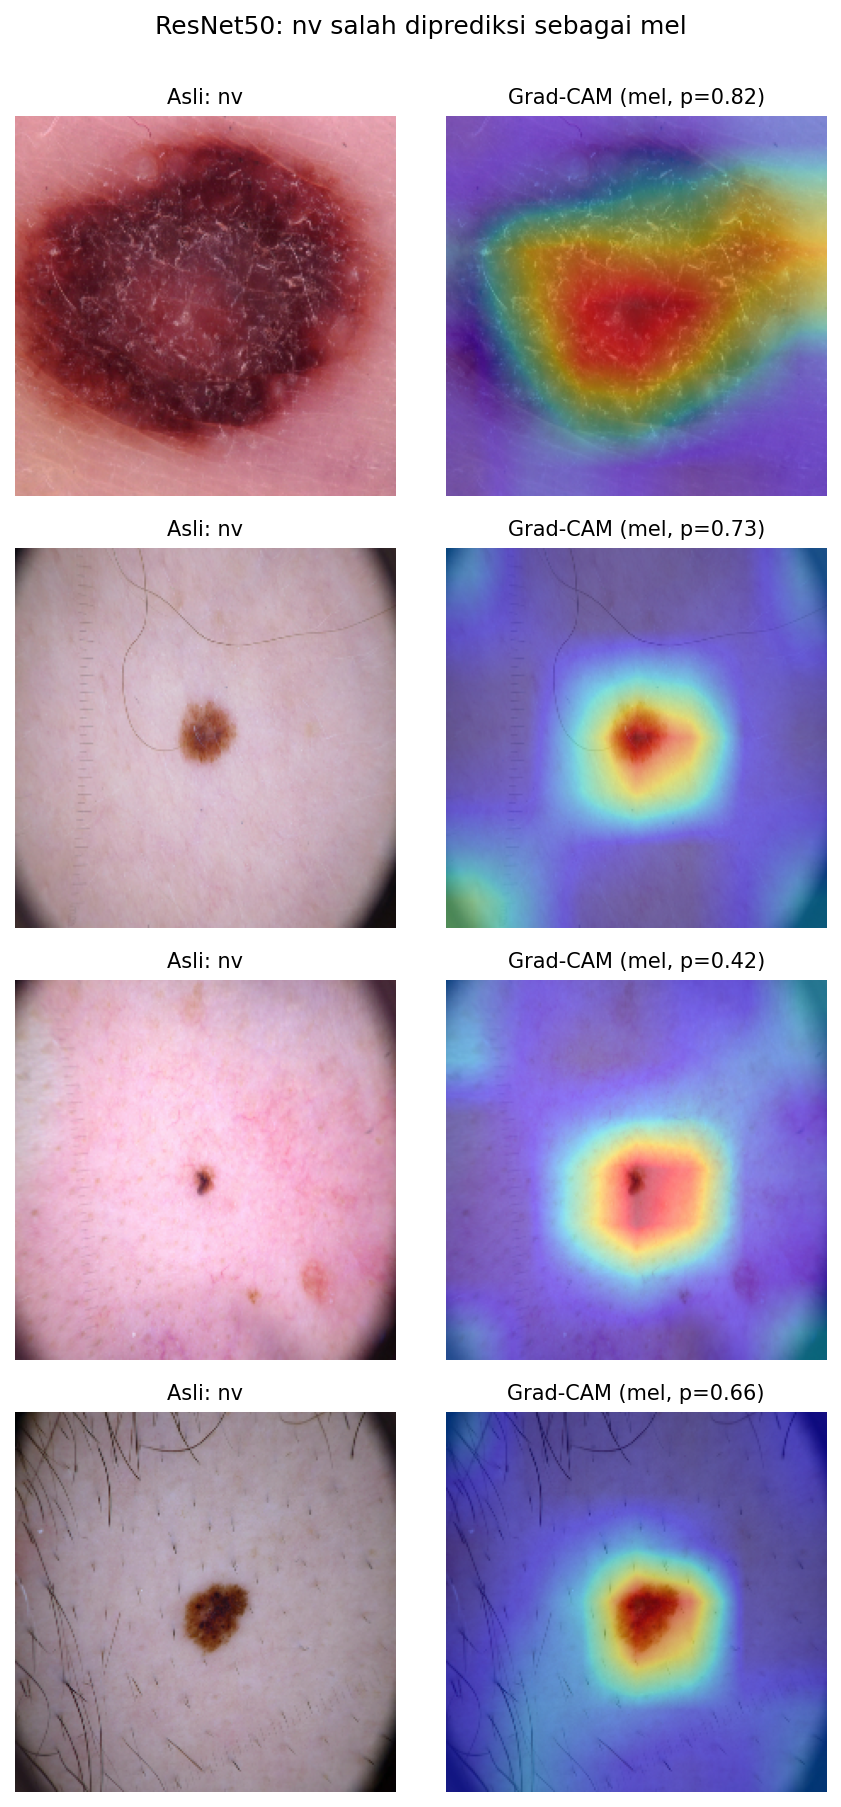 ResNet50: nv salah diprediksi sebagai mel
Asli: nv
Grad-CAM (mel, p=0.82)
Asli: nv
Grad-CAM (mel, p=0.73)
Asli: nv
Grad-CAM (mel, p=0.42)
Asli: nv
Grad-CAM (mel, p=0.66)